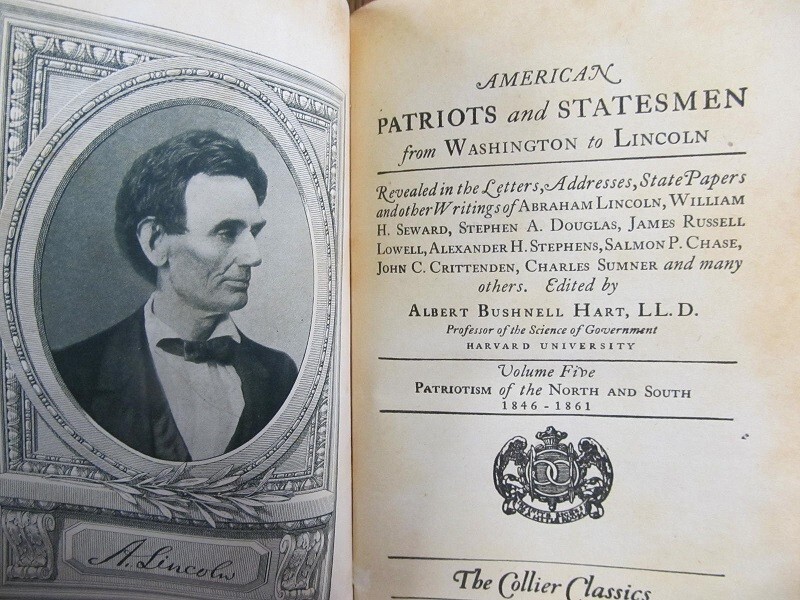 A. Lincoln
AMERICAN
PATRIOTS and STATESMEN
from WASHINGTON to LINCOLN
Revealed in the Letters, Addresses, State Papers
and other Writings of ABRAHAM LINCOLN, WILLIAM
H. SEWARD, STEPHEN A. DOUGLAS, JAMES RUSSELL
LOWELL, ALEXANDER H. STEPHENS, SALMON P. CHASE,
JOHN C. CRITTENDEN, CHARLES SUMNER and many
others. Edited by
ALBERT BUSHNELL HART, LL. D.
Professor of the Science of Government
HARVARD UNIVERSITY
Volume Five
PATRIOTISM of the NORTH AND SOUTH
1846 - 1861
The Collier Classics